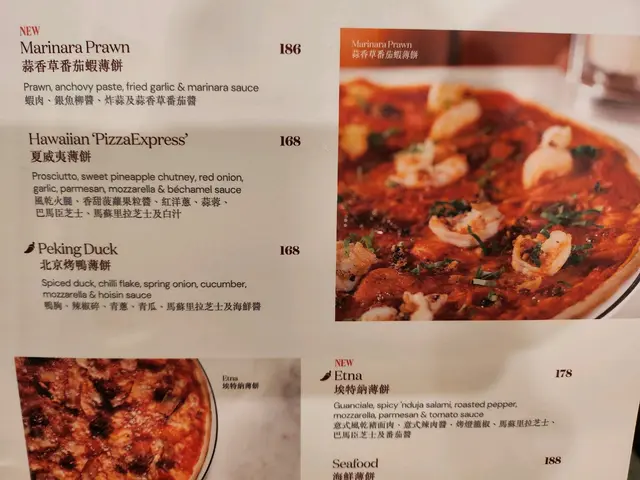 NEW
Marinara Prawn 186
蒜香草番茄蝦薄餅
Prawn, anchovy paste, fried garlic & marinara sauce
蝦肉、銀魚柳醬、炸蒜及蒜香草番茄醬
Hawaiian 'PizzaExpress' 168
夏威夷薄餅
Prosciutto, sweet pineapple chutney, red onion,
garlic, parmesan, mozzarella & béchamel sauce
風乾火腿、香甜菠蘿果粒醬、紅洋蔥、蒜蓉、
巴馬臣芝士、馬蘇里拉芝士及白汁
Peking Duck 168
北京烤鴨薄餅
Spiced duck, chilli flake, spring onion, cucumber,
mozzarella & hoisin sauce
鴨胸、辣椒碎、青蔥、青瓜、馬蘇里拉芝士及海鮮醬
Marinara Prawn
蒜香草番茄蝦薄餅
Etna
埃特納薄餅
NEW
Etna 178
埃特納薄餅
Guanciale, spicy 'nduja salami, roasted pepper,
mozzarella, parmesan & tomato sauce
意式風乾豬面肉、意式辣肉醬、烤燈籠椒、馬蘇里拉芝士、
巴馬臣芝士及番茄醬
Seafood 188
海鮮薄餅